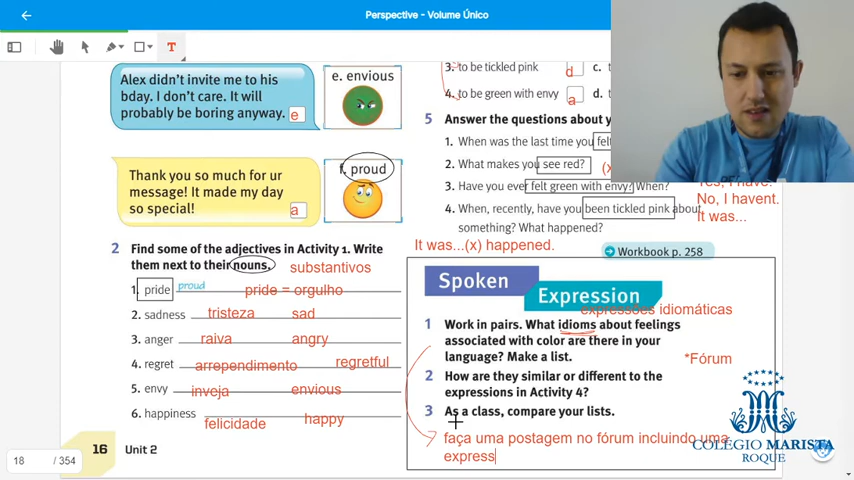 Perspective - Volume Único
T
Alex didn't invite me to his
bday. I don't care. It will
probably be boring anyway.
e
e. envious
Thank you so much for ur
message! It made my day
so special!
a
f. proud
2 Find some of the adjectives in Activity 1. Write
them next to their nouns.
substantivos
1. pride proud pride = orgulho
2. sadness tristeza sad
3. anger raiva angry
4. regret arrependimento regretful
5. envy inveja envious
6. happiness felicidade happy
16 Unit 2
18 / 354
3. to be tickled pink d c.
4. to be green with envy a d.
5 Answer the questions about
1. When was the last time you
2. What makes you see red? (x)
3. Have you ever felt green with envy? When?
Yes, I have.
No, I havent.
4. When, recently, have you been tickled pink about
It was...
something? What happened?
It was...(x) happened.
Workbook p. 258
Spoken
Expression
expressões idiomáticas
1 Work in pairs. What idioms about feelings
associated with color are there in your
language? Make a list.
*Fórum
2 How are they similar or different to the
expressions in Activity 4?
3 As a class, compare your lists.
faça uma postagem no fórum incluindo uma
express
COLÉGIO MARISTA
ROQUE